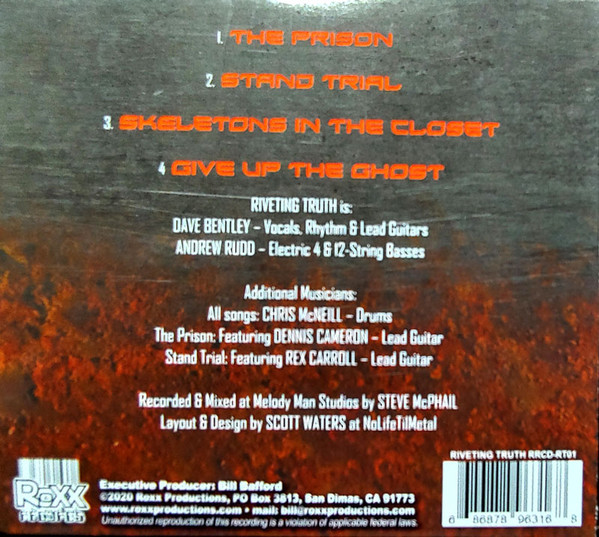 1. THE PRISON
2. STAND TRIAL
3. SKELETONS IN THE CLOSET
4 GIVE UP THE GHOST
RIVETING TRUTH is:
DAVE BENTLEY – Vocals, Rhythm & Lead Guitars
ANDREW RUDD – Electric 4 & 12-String Basses
Additional Musicians:
All songs: CHRIS McNEILL – Drums
The Prison: Featuring DENNIS CAMERON – Lead Guitar
Stand Trial: Featuring REX CARROLL – Lead Guitar
Recorded & Mixed at Melody Man Studios by STEVE McPHAIL
Layout & Design by SCOTT WATERS at NoLifeTilMetal
RIVETING TRUTH RRCD-RT01
Roxx
records
Executive Producer: Bill Bafford
©2020 Roxx Productions, PO Box 3813, San Dimas, CA 91773
www.roxxproductions.com • mail: bill@roxxproductions.com
Unauthorized reproduction of this recording is a violation of applicable federal laws.
6 86878 96316 8